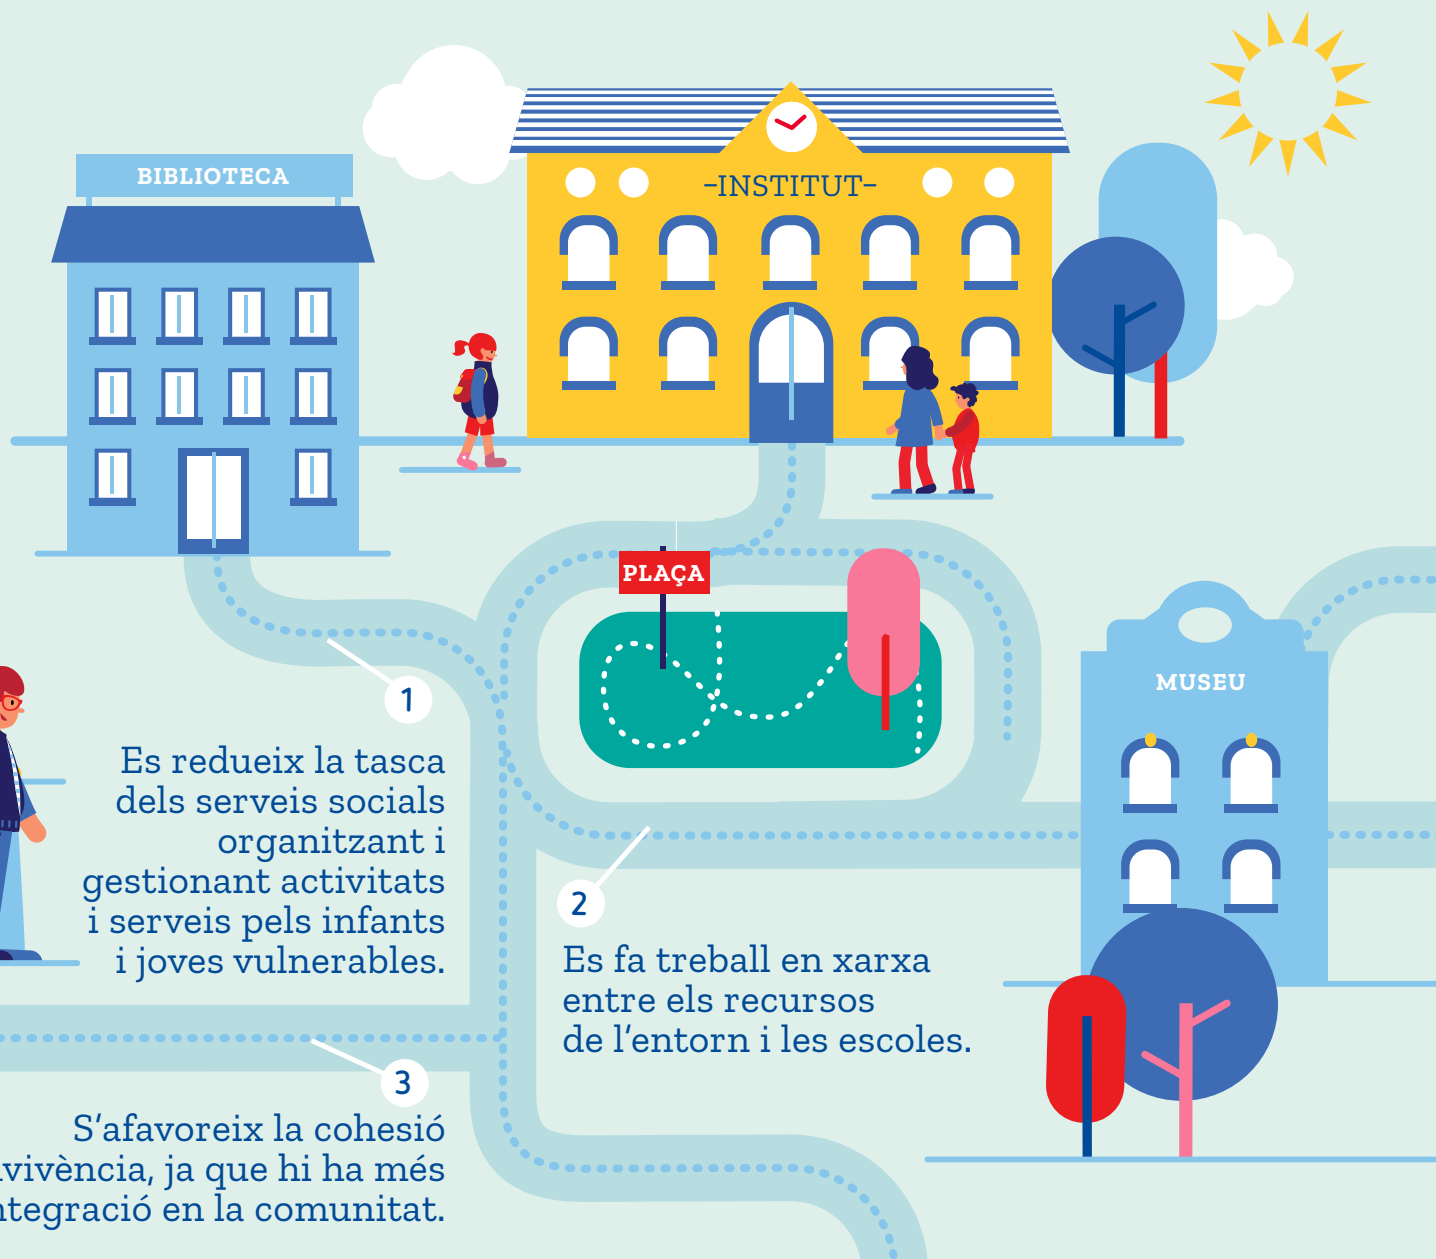 BIBLIOTECA
-INSTITUT-
PLAÇA
MUSEU
1
Es redueix la tasca
dels serveis socials
organitzant i
gestionant activitats
i serveis pels infants
i joves vulnerables.
2
Es fa treball en xarxa
entre els recursos
de l’entorn i les escoles.
3
S’afavoreix la cohesió
ja que hi ha més
en la comunitat.